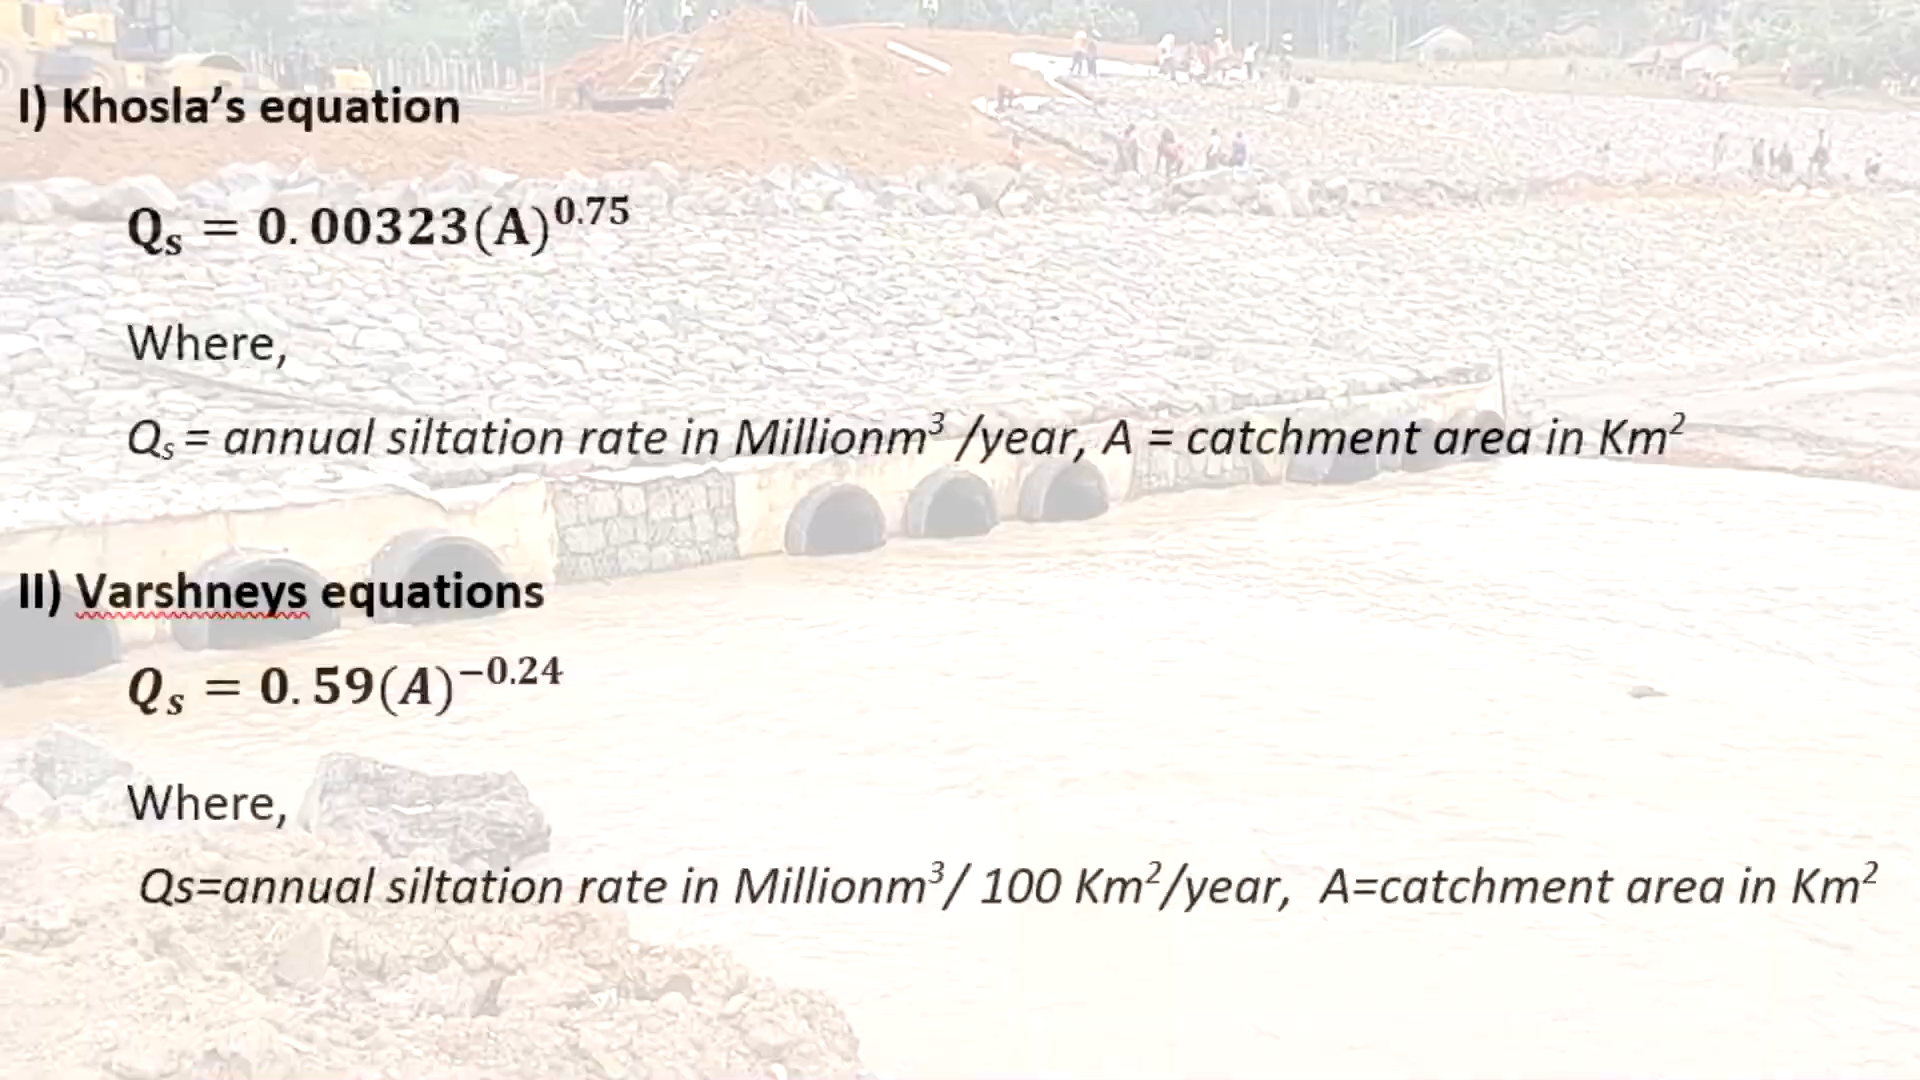 I) Khosla’s equation
Qₛ = 0.00323(A)^0.75
Where,
Qₛ = annual siltation rate in Millionm³ /year, A = catchment area in Km²
II) Varshneys equations
Qₛ = 0.59(A)^−0.24
Where,
Qs=annual siltation rate in Millionm³/ 100 Km²/year, A=catchment area in Km²